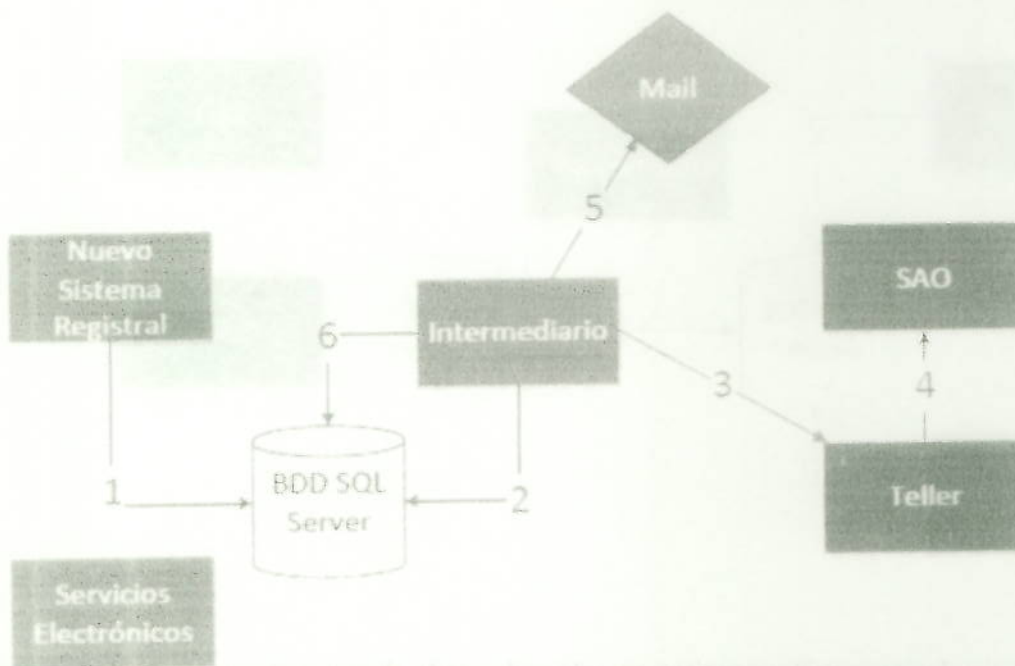 Mail
5
Nuevo
Sistema
Registral
SAO
6
Intermediario
3
4
1
BDD SQL
Server
2
Teller
Servicios
Electrónicos